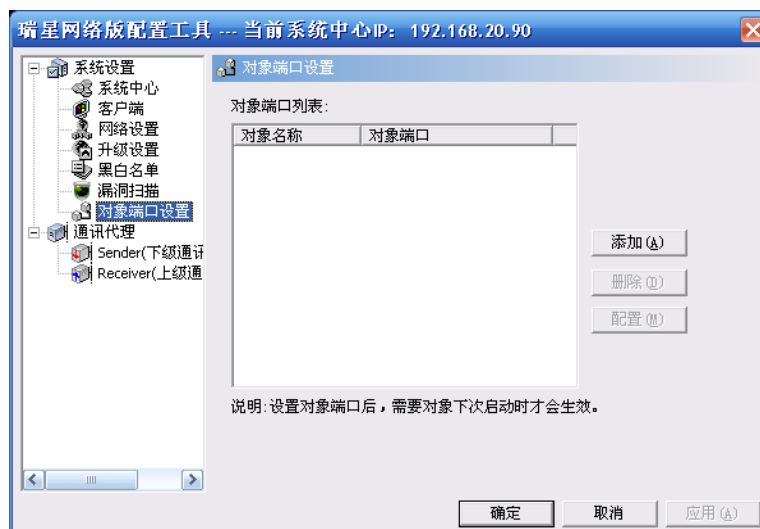 瑞星网络版配置工具 --- 当前系统中心IP: 192.168.20.90
系统设置
系统中心
客户端
网络设置
升级设置
黑白名单
漏洞扫描
对象端口设置
通讯代理
Sender(下级通讯
Receiver(上级通
对象端口设置
对象端口列表:
对象名称 对象端口
添加(A)
删除(D)
配置(M)
说明:设置对象端口后,需要对象下次启动时才会生效。
确定 取消 应用(A)